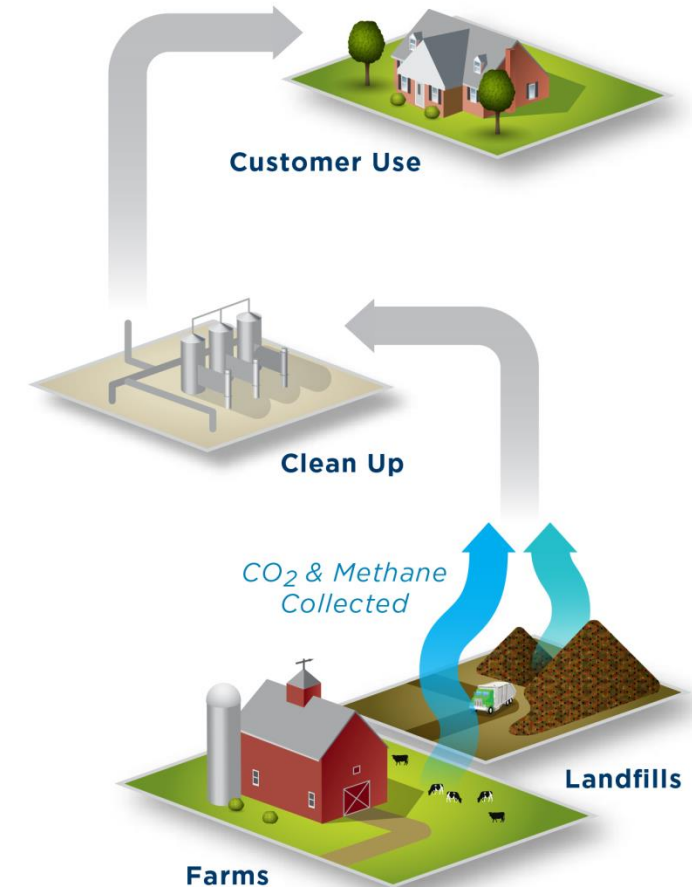 Customer Use
Clean Up
CO2 & Methane
Collected
Landfills
Farms